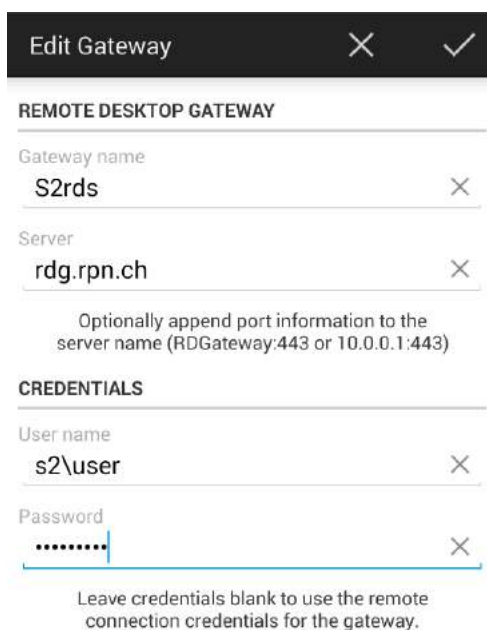 Edit Gateway
REMOTE DESKTOP GATEWAY
Gateway name
S2rds
Server
rdg.rpn.ch
Optionally append port information to the
server name (RDGateway:443 or 10.0.0.1:443)
CREDENTIALS
User name
s2\user
Password
•••••••••
Leave credentials blank to use the remote
connection credentials for the gateway.